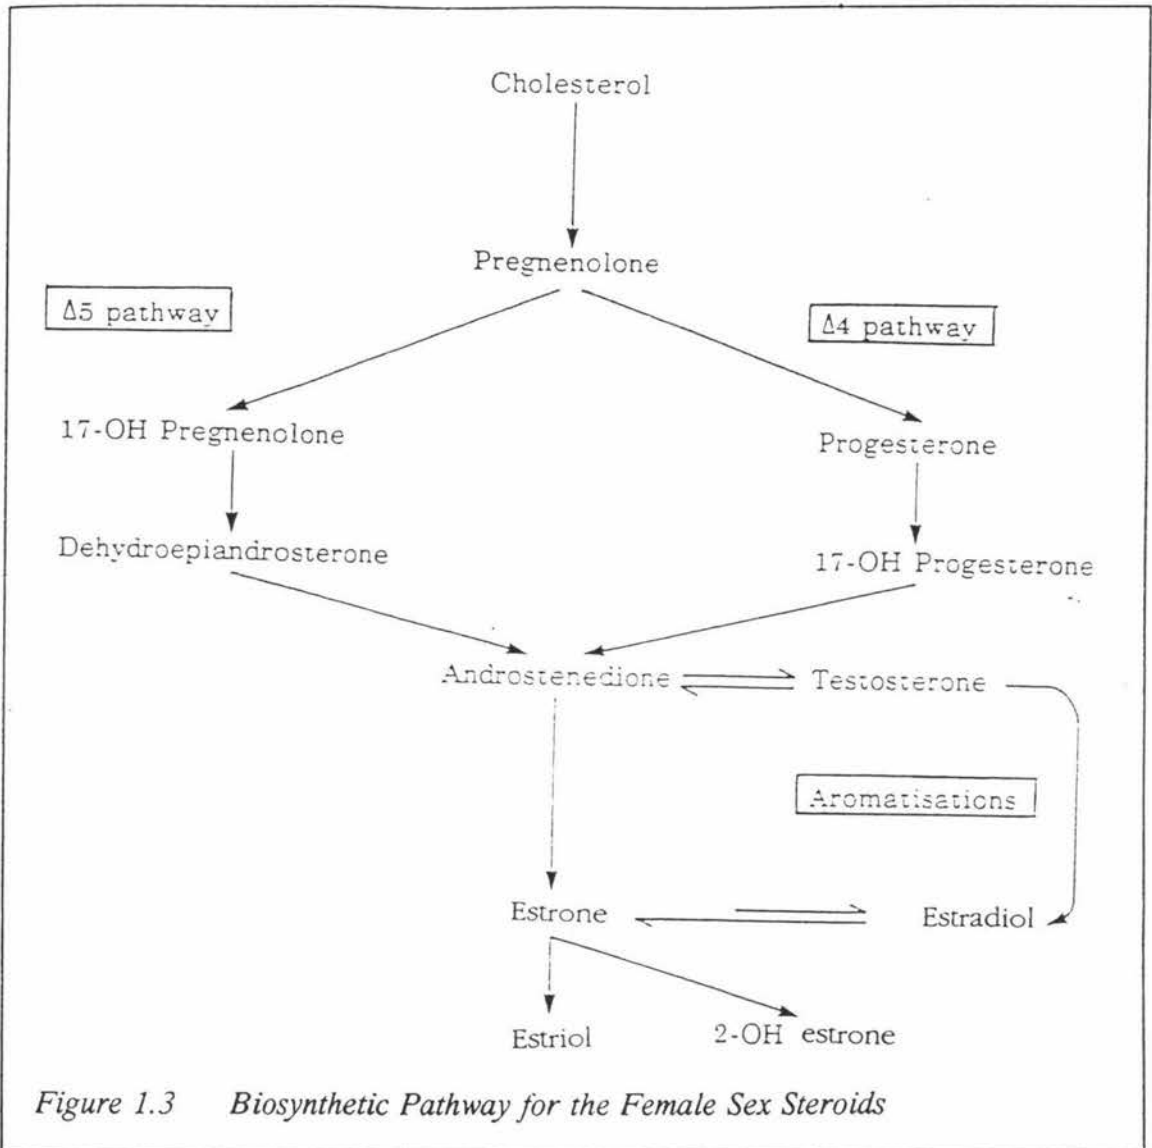 Cholesterol
Pregnenolone
Δ5 pathway
Δ4 pathway
17-OH Pregnenolone
Progesterone
Dehydroepiandrosterone
17-OH Progesterone
Androstenedione
Testosterone
Aromatisations
Estrone
Estradiol
Estriol
2-OH estrone
Figure 1.3 Biosynthetic Pathway for the Female Sex Steroids